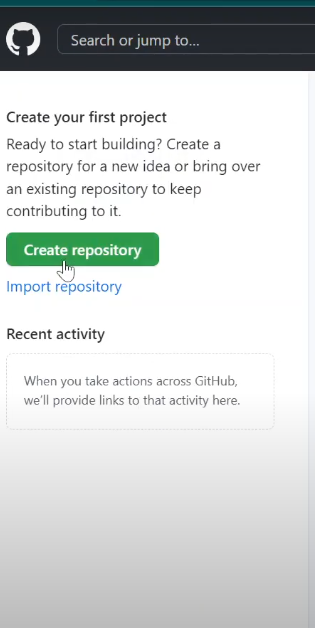 Search or jump to...
Create your first project
Ready to start building? Create a
repository for a new idea or bring over
an existing repository to keep
contributing to it.
Create repository
Import repository
Recent activity
When you take actions across GitHub,
we'll provide links to that activity here.